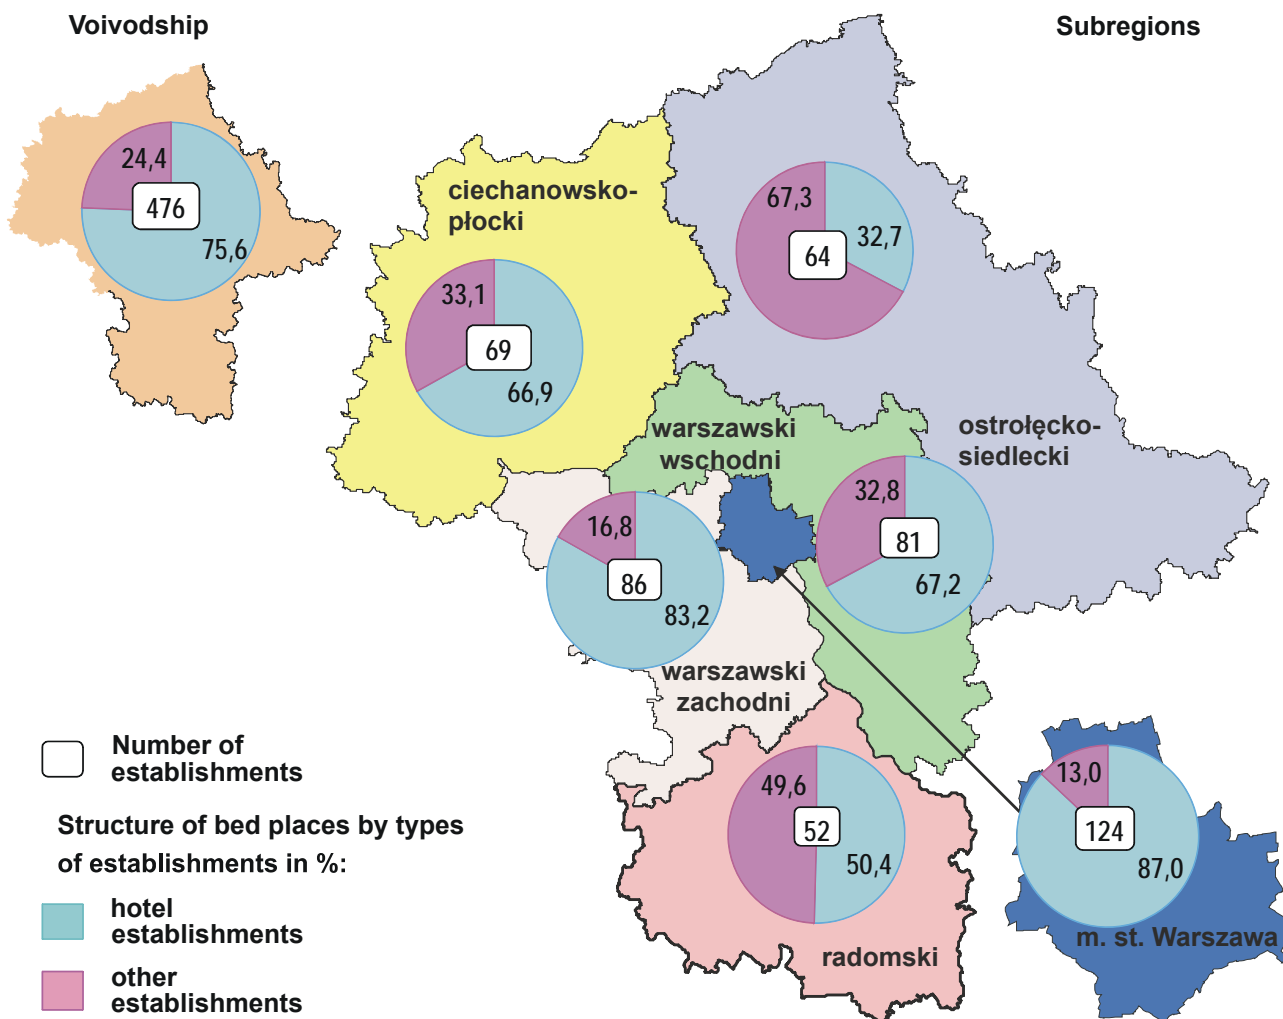 Voivodship
Subregions
24,4
476
75,6
ciechanowsko-
płocki
33,1
69
66,9
67,3
32,7
64
ostrołęcko-
siedlecki
warszawski
wschodni
32,8
81
67,2
16,8
86
83,2
warszawski
zachodni
49,6
52
50,4
radomski
13,0
124
87,0
m. st. Warszawa
Number of
establishments
Structure of bed places by types
of establishments in %:
hotel
establishments
other
establishments